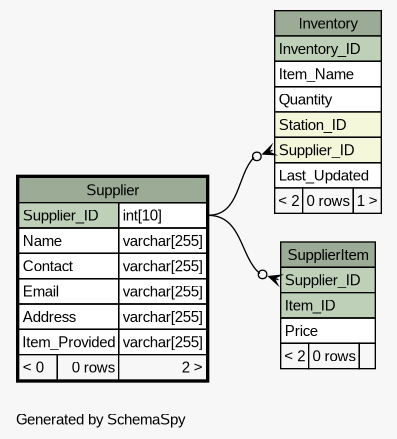 Inventory
Inventory_ID
Item_Name
Quantity
Station_ID
Supplier_ID
Last_Updated
< 2 0 rows 1 >
Supplier
Supplier_ID int[10]
Name varchar[255]
Contact varchar[255]
Email varchar[255]
Address varchar[255]
Item_Provided varchar[255]
< 0 0 rows 2 >
SupplierItem
Supplier_ID
Item_ID
Price
< 2 0 rows
Generated by SchemaSpy